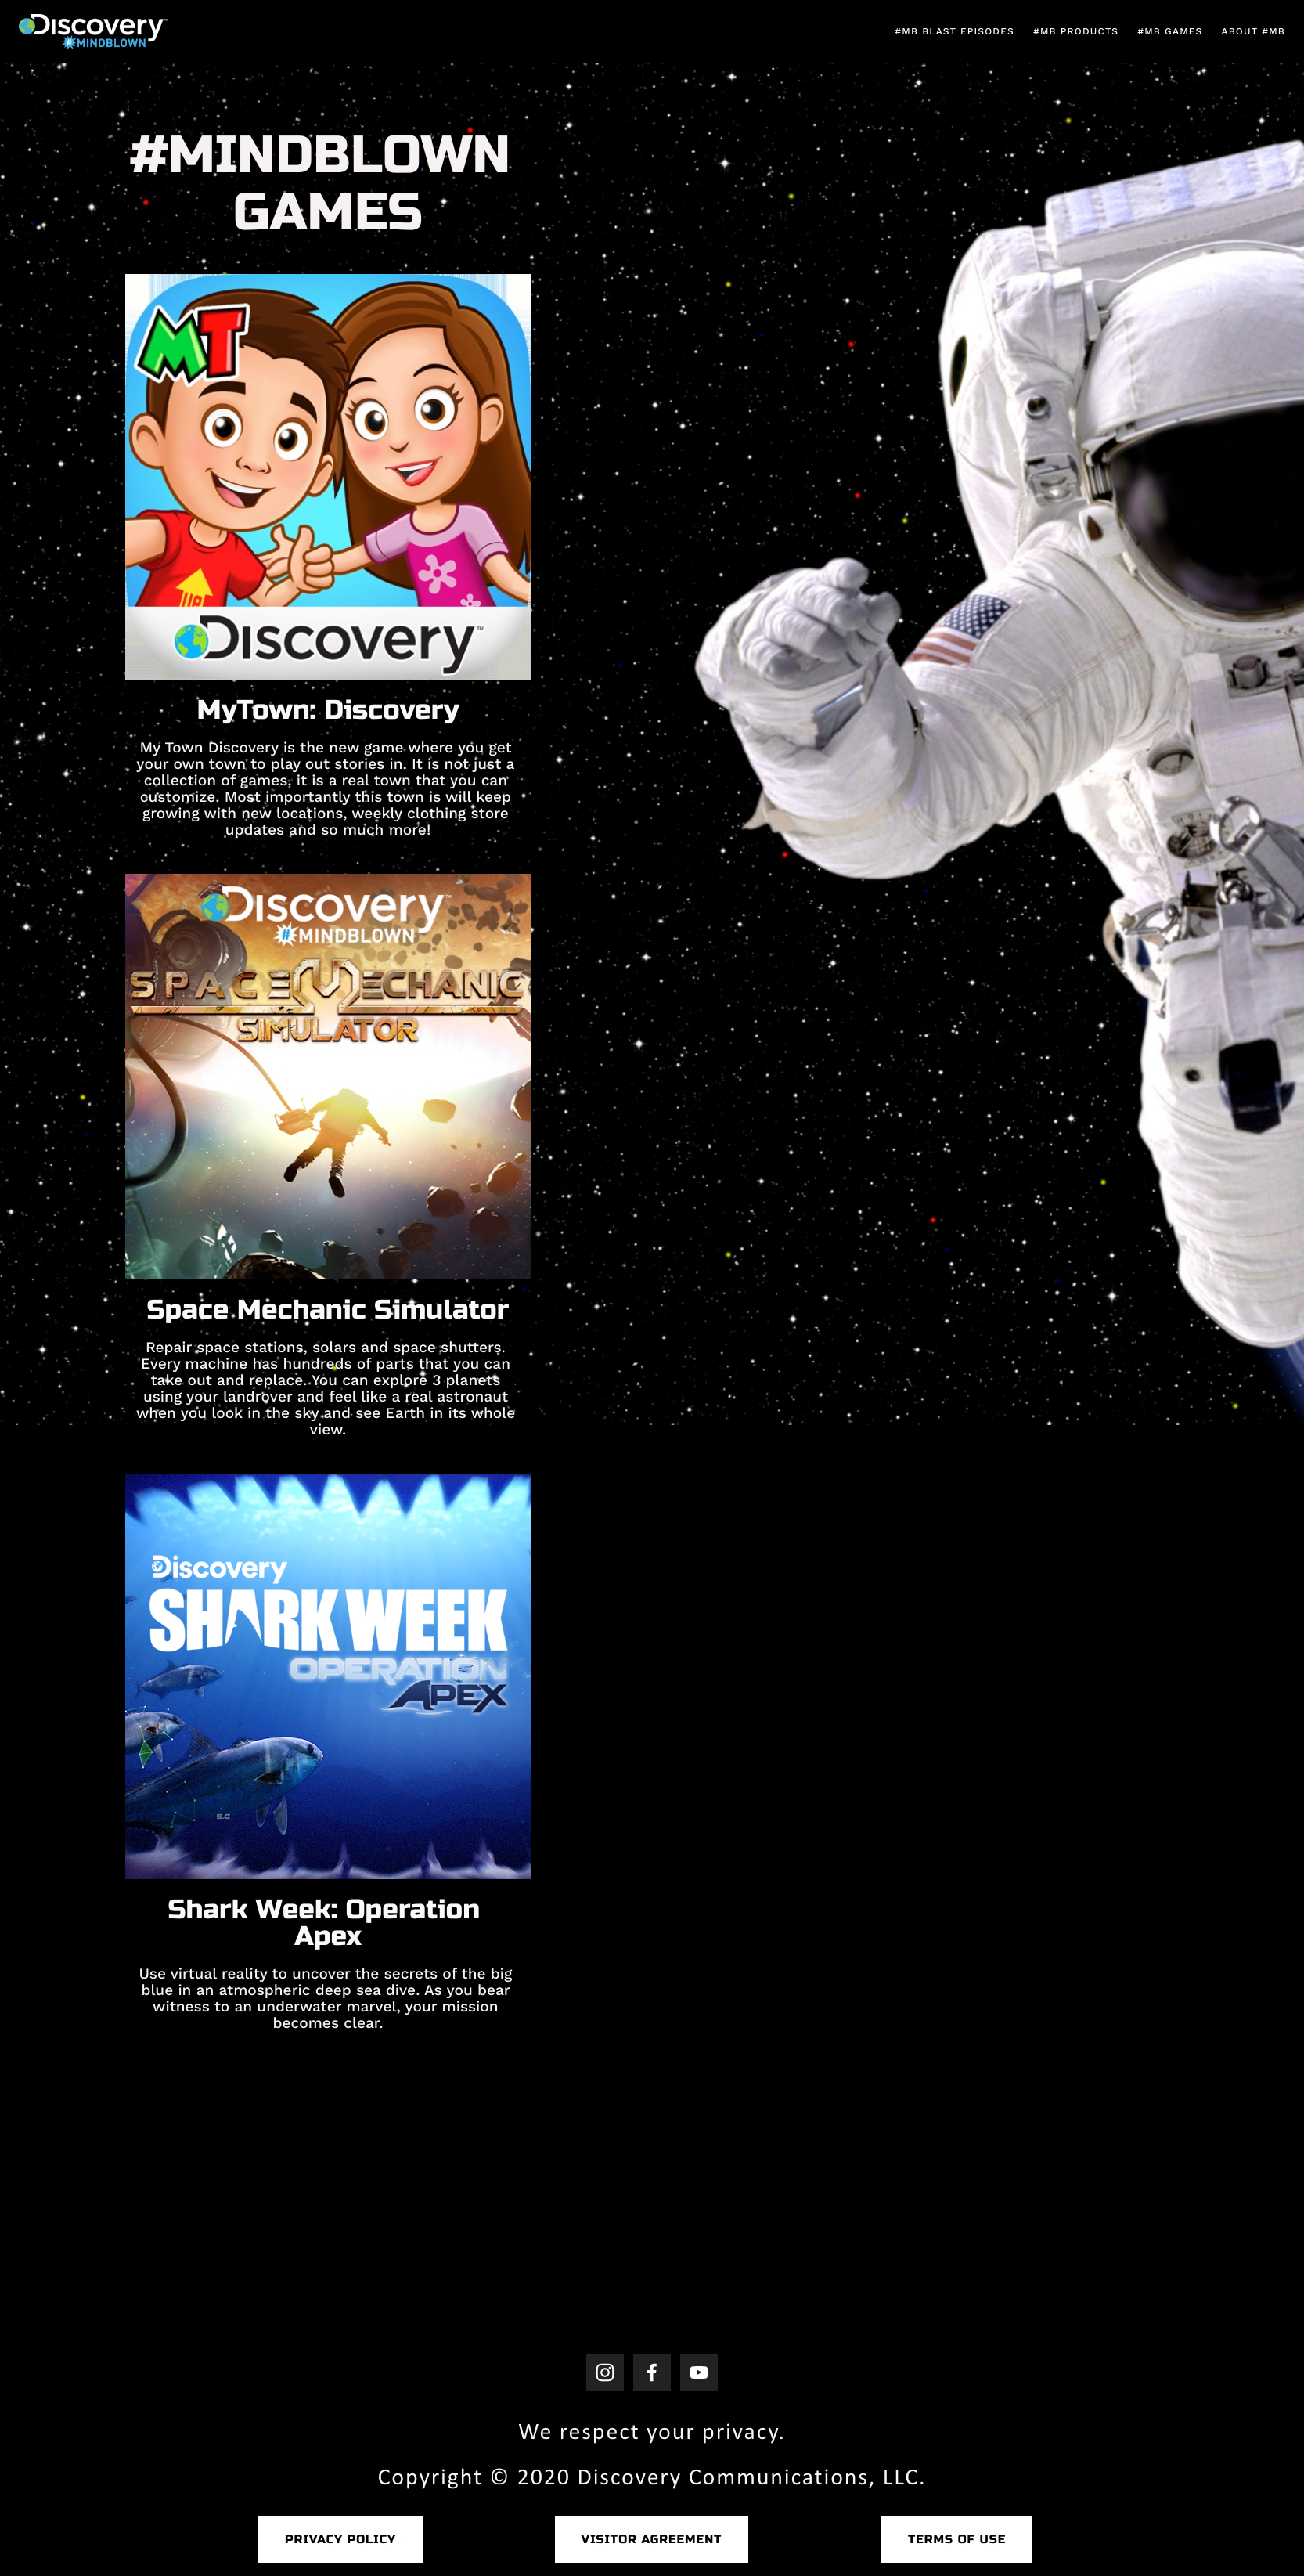 Discovery™
#MINDBLOWN
#MB BLAST EPISODES #MB PRODUCTS #MB GAMES ABOUT #MB
#MINDBLOWN
GAMES
MT
UP
Discovery™
MyTown: Discovery
My Town Discovery is the new game where you get
your own town to play out stories in. It is not just a
collection of games, it is a real town that you can
customize. Most importantly this town is will keep
growing with new locations, weekly clothing store
updates and so much more!
Discovery
#MINDBLOWN
SPACE MECHANIC
SIMULATOR
Space Mechanic Simulator
Repair space stations, solars and space shutters.
Every machine has hundreds of parts that you can
take out and replace. You can explore 3 planets
using your landrover and feel like a real astronaut
when you look in the sky and see Earth in its whole
view.
Discovery
SHARK WEEK
OPERATION
APEX
S.C
Shark Week: Operation
Apex
Use virtual reality to uncover the secrets of the big
blue in an atmospheric deep sea dive. As you bear
witness to an underwater marvel, your mission
becomes clear.
We respect your privacy.
Copyright © 2020 Discovery Communications, LLC.
PRIVACY POLICY VISITOR AGREEMENT TERMS OF USE